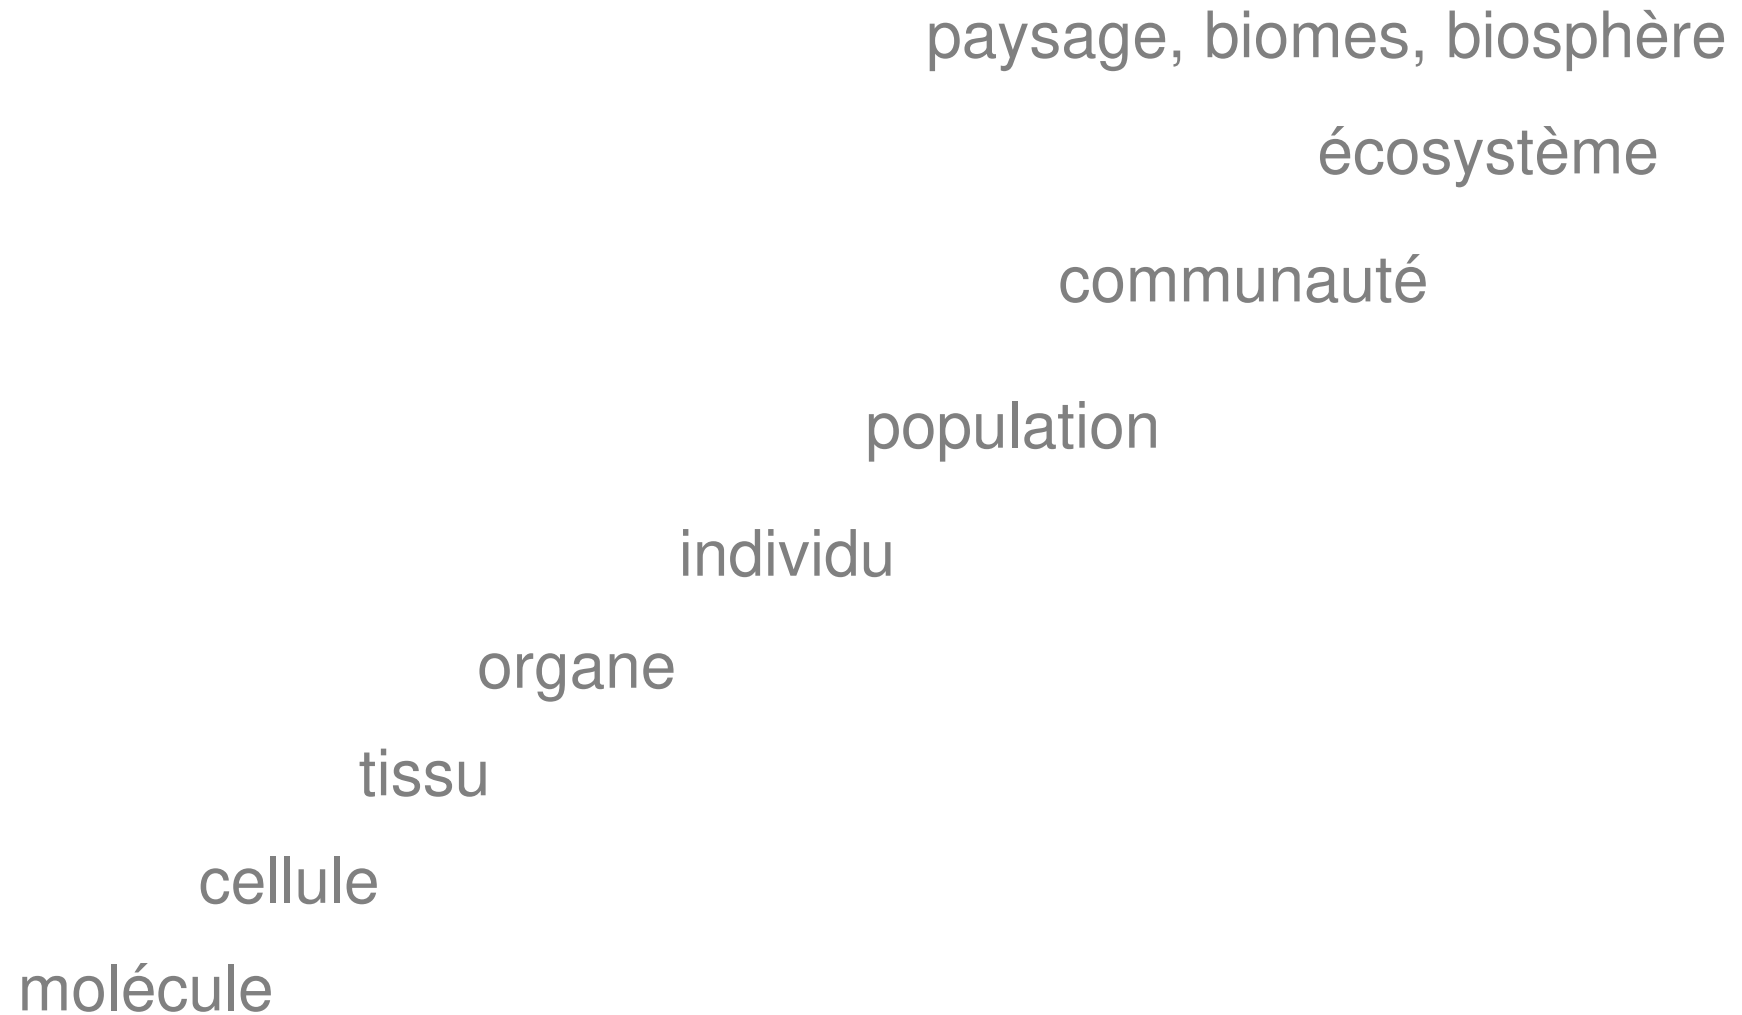 paysage, biomes, biosphère
écosystème
communauté
population
individu
organe
tissu
cellule
molécule